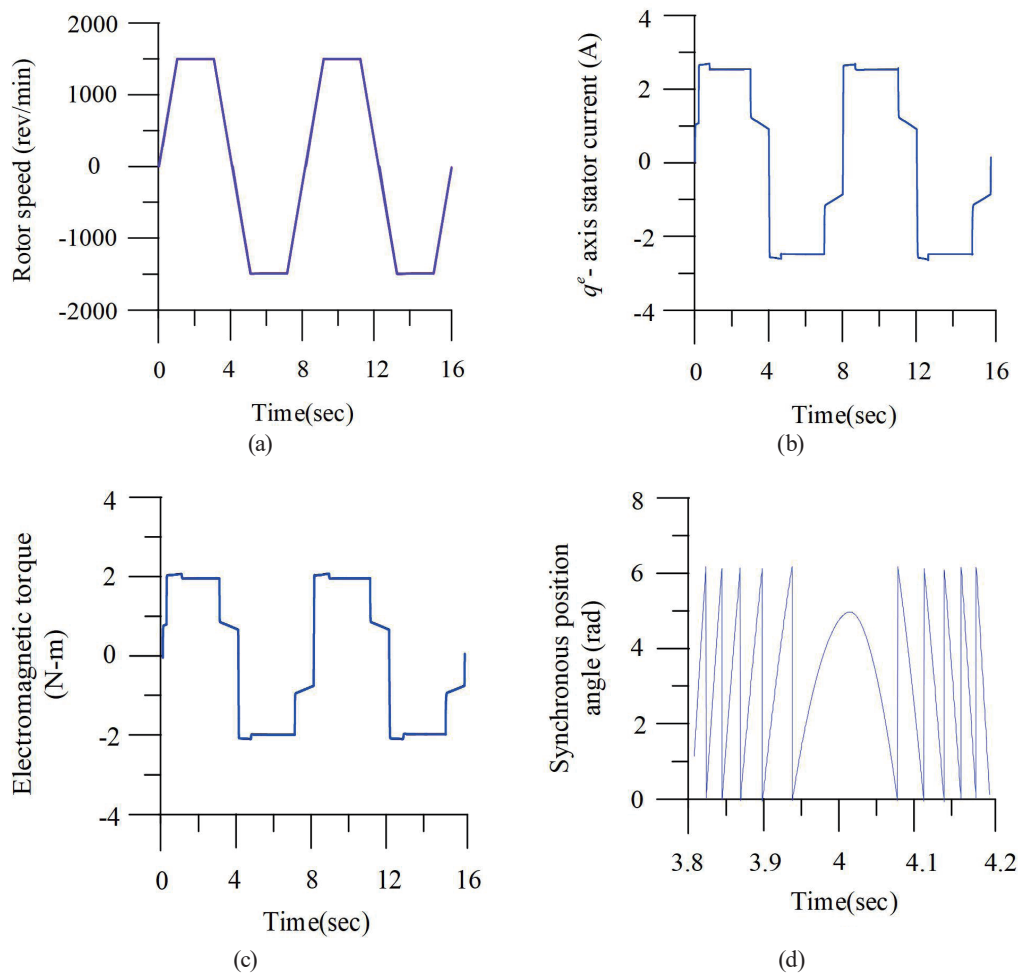 2000
1000
0
-1000
-2000
Rotor speed (rev/min)
0 4 8 12 16
Time(sec)
(a)
4
2
0
-2
-4
qᵉ- axis stator current (A)
0 4 8 12 16
Time(sec)
(b)
4
2
0
-2
-4
Electromagnetic torque
(N-m)
0 4 8 12 16
Time(sec)
(c)
8
6
4
2
0
Synchronous position
angle (rad)
3.8 3.9 4 4.1 4.2
Time(sec)
(d)